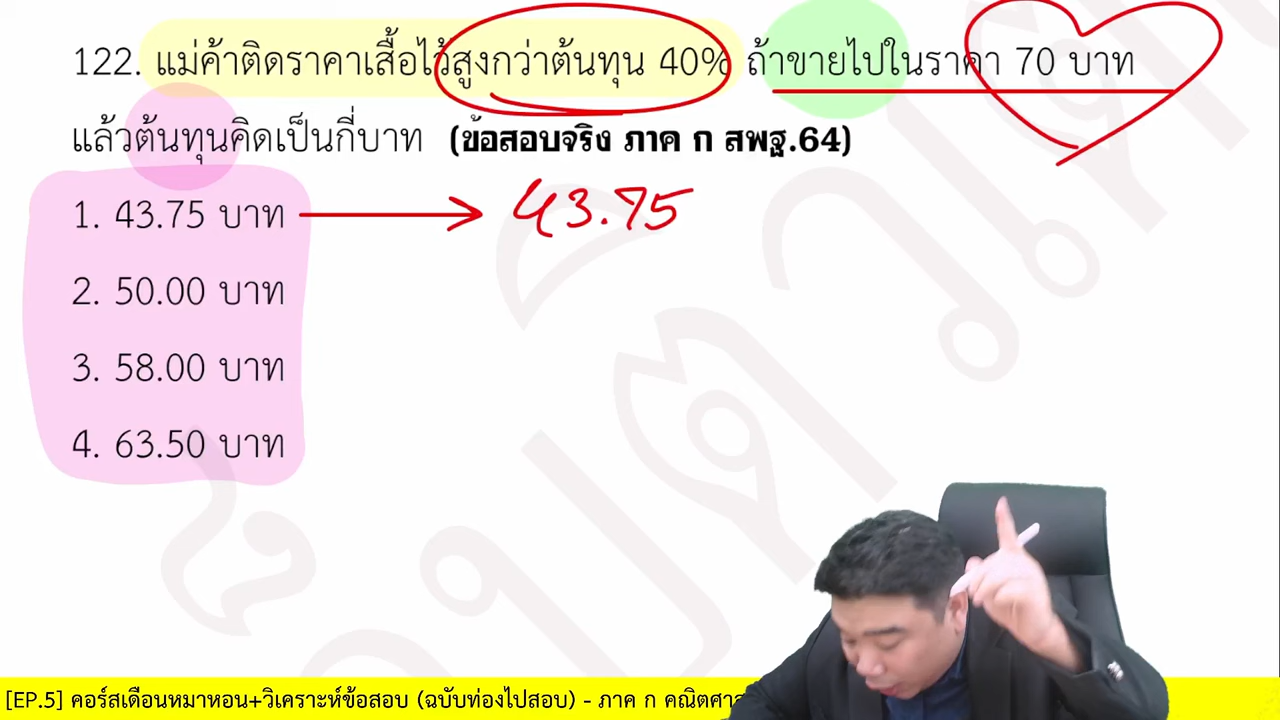 122. แม่ค้าติดราคาเสื้อไว้สูงกว่าต้นทุน 40% ถ้าขายไปในราคา 70 บาท
แล้วต้นทุนคิดเป็นกี่บาท (ข้อสอบจริง ภาค ก สพฐ.64)
1. 43.75 บาท → 43.75
2. 50.00 บาท
3. 58.00 บาท
4. 63.50 บาท
[EP.5] คอร์สเดือนหมาหอน+วิเคราะห์ข้อสอบ (ฉบับท่องไปสอบ) - ภาค ก คณิตศา